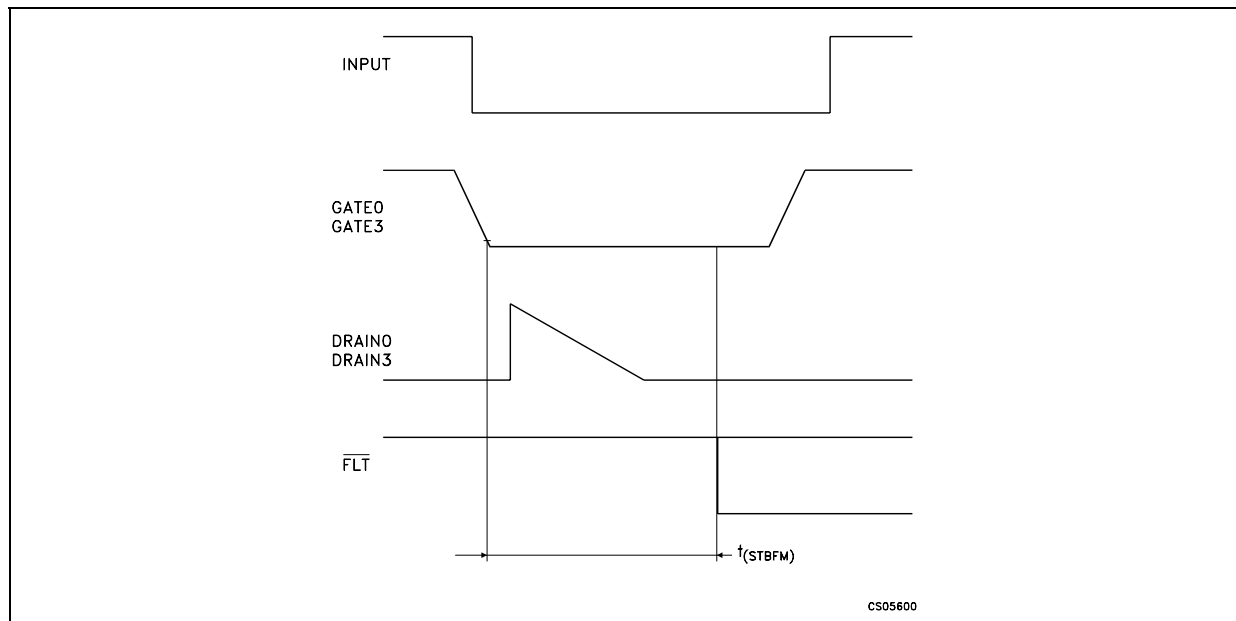 INPUT
GATE0
GATE3
DRAIN0
DRAIN3
FLT
t(STBFM)
CS05600